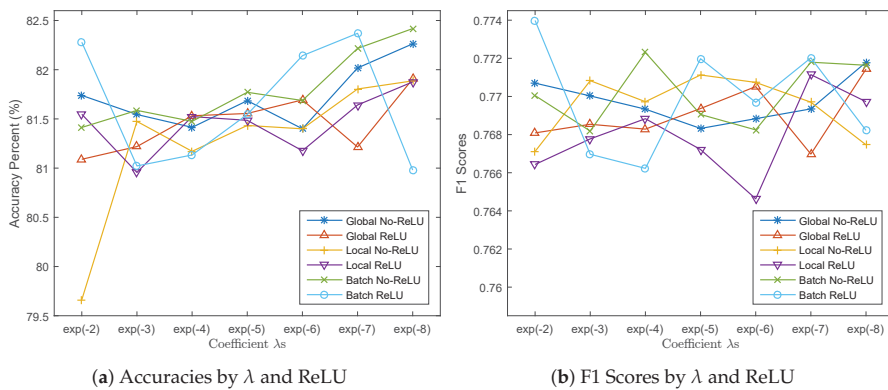 82.5
82
81.5
81
80.5
80
79.5
Accuracy Percent (%)
exp(-2) exp(-3) exp(-4) exp(-5) exp(-6) exp(-7) exp(-8)
Coefficient λs
Global No-ReLU
Global ReLU
Local No-ReLU
Local ReLU
Batch No-ReLU
Batch ReLU
(a) Accuracies by λ and ReLU
0.774
0.772
0.77
0.768
0.766
0.764
0.762
0.76
F1 Scores
exp(-2) exp(-3) exp(-4) exp(-5) exp(-6) exp(-7) exp(-8)
Coefficient λs
Global No-ReLU
Global ReLU
Local No-ReLU
Local ReLU
Batch No-ReLU
Batch ReLU
(b) F1 Scores by λ and ReLU